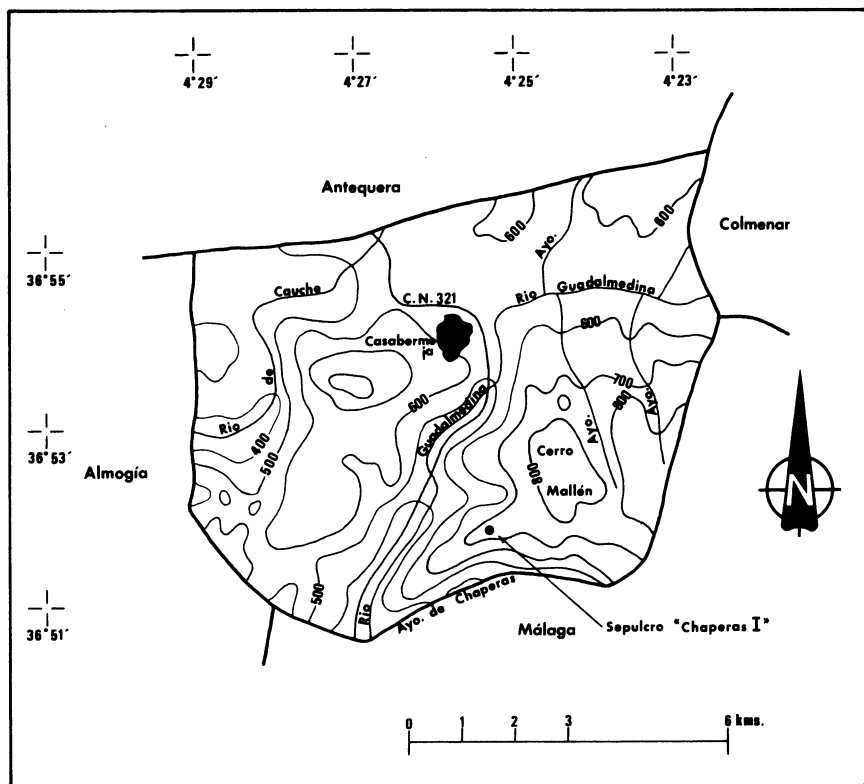 4°29′ 4°27′ 4°25′ 4°23′
Antequera
Colmenar
600
600
Ayo.
36°55′
Cauche
C.N. 321
Rio Guadalmedina
Casaberme
ja
600
de
600
700
800
Ayo.
Ayo.
Rio
Guadalmedina
400
36°53′
Almogía
500
Cerro
800
Mallén
N
500
Rio
Ayo. de Chaperas
36°51′
Málaga
Sepulcro "Chaperas I"
0 1 2 3 6 kms.